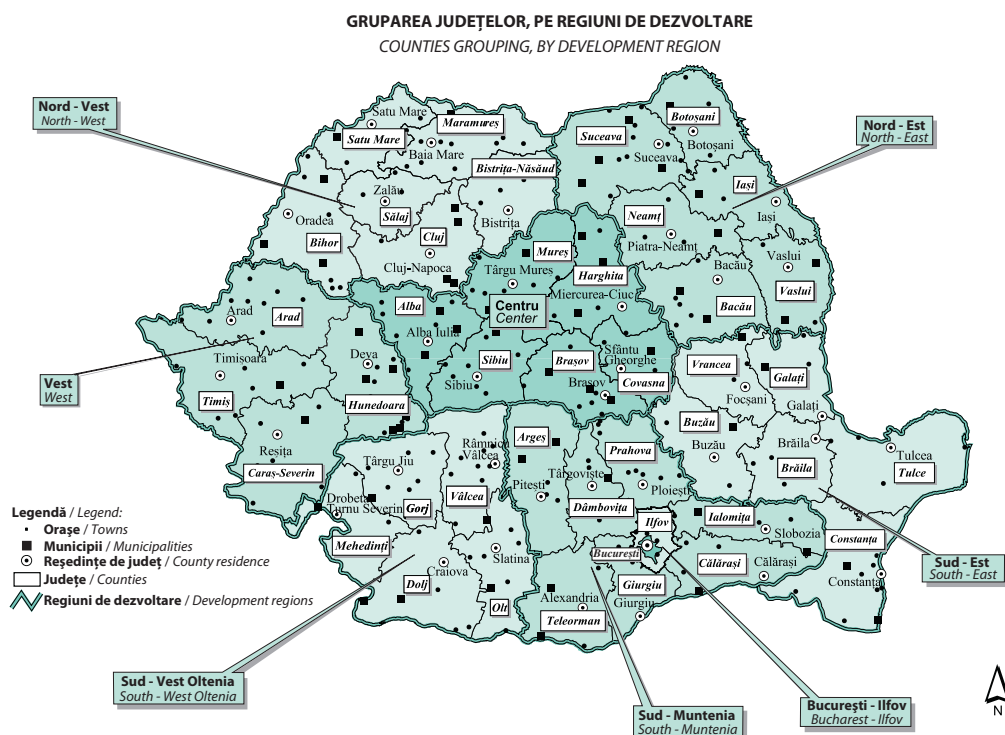 GRUPAREA JUDEȚELOR, PE REGIUNI DE DEZVOLTARE
COUNTIES GROUPING, BY DEVELOPMENT REGION
Nord - Vest
North - West
Satu Mare
Satu Mare
Maramureș
Baia Mare
Bistrița-Năsăud
Suceava
Suceava
Botoșani
Botoșani
Nord - Est
North - East
Zalău
Sălaj
Oradea
Bihor
Cluj
Cluj-Napoca
Bistrița
Neamț
Piatra-Neamț
Iași
Iași
Mureș
Târgu Mureș
Harghita
Miercurea-Ciuc
Bacău
Bacău
Vaslui
Vaslui
Arad
Arad
Alba
Alba Iulia
Centru
Center
Timișoara
Timiș
Deva
Hunedoara
Sibiu
Sibiu
Brașov
Brașov
Sfântu
Gheorghe
Covasna
Vrancea
Focșani
Galați
Galați
Vest
West
Reșița
Caraș-Severin
Târgu Jiu
Gorj
Râmnicu
Vâlcea
Vâlcea
Argeș
Pitești
Târgoviște
Dâmbovița
Prahova
Ploiești
Buzău
Buzău
Brăila
Brăila
Tulcea
Tulce
Drobeta
Turnu Severin
Mehedinți
Craiova
Dolj
Slatina
Olt
Ilfov
București
Ialomița
Slobozia
Călărași
Călărași
Constanța
Constanța
Giurgiu
Giurgiu
Alexandria
Teleorman
Legendă / Legend:
Orașe / Towns
Municipii / Municipalities
Reședințe de județ / County residence
Județe / Counties
Regiuni de dezvoltare / Development regions
Sud - Est
South - East
Sud - Vest Oltenia
South - West Oltenia
Sud - Muntenia
South - Muntenia
București - Ilfov
Bucharest - Ilfov
N